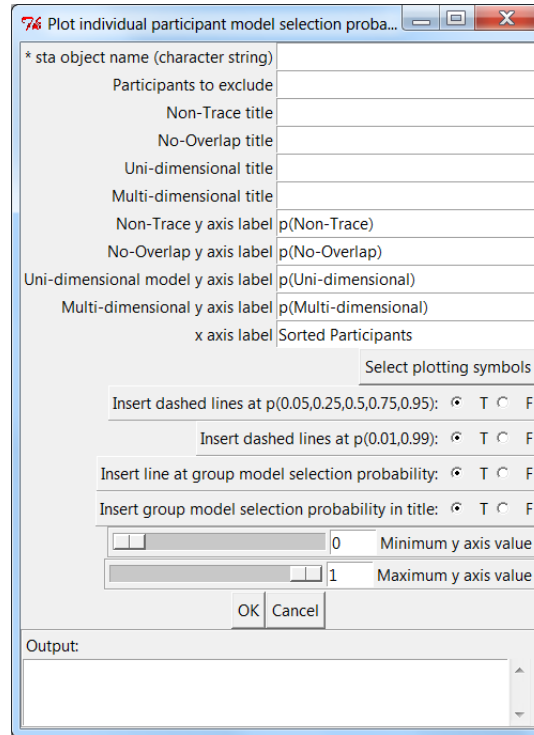 Plot individual participant model selection proba...
* sta object name (character string)
Participants to exclude
Non-Trace title
No-Overlap title
Uni-dimensional title
Multi-dimensional title
Non-Trace y axis label p(Non-Trace)
No-Overlap y axis label p(No-Overlap)
Uni-dimensional model y axis label p(Uni-dimensional)
Multi-dimensional y axis label p(Multi-dimensional)
x axis label Sorted Participants
Select plotting symbols
Insert dashed lines at p(0.05,0.25,0.5,0.75,0.95): T F
Insert dashed lines at p(0.01,0.99): T F
Insert line at group model selection probability: T F
Insert group model selection probability in title: T F
0 Minimum y axis value
1 Maximum y axis value
OK Cancel
Output: